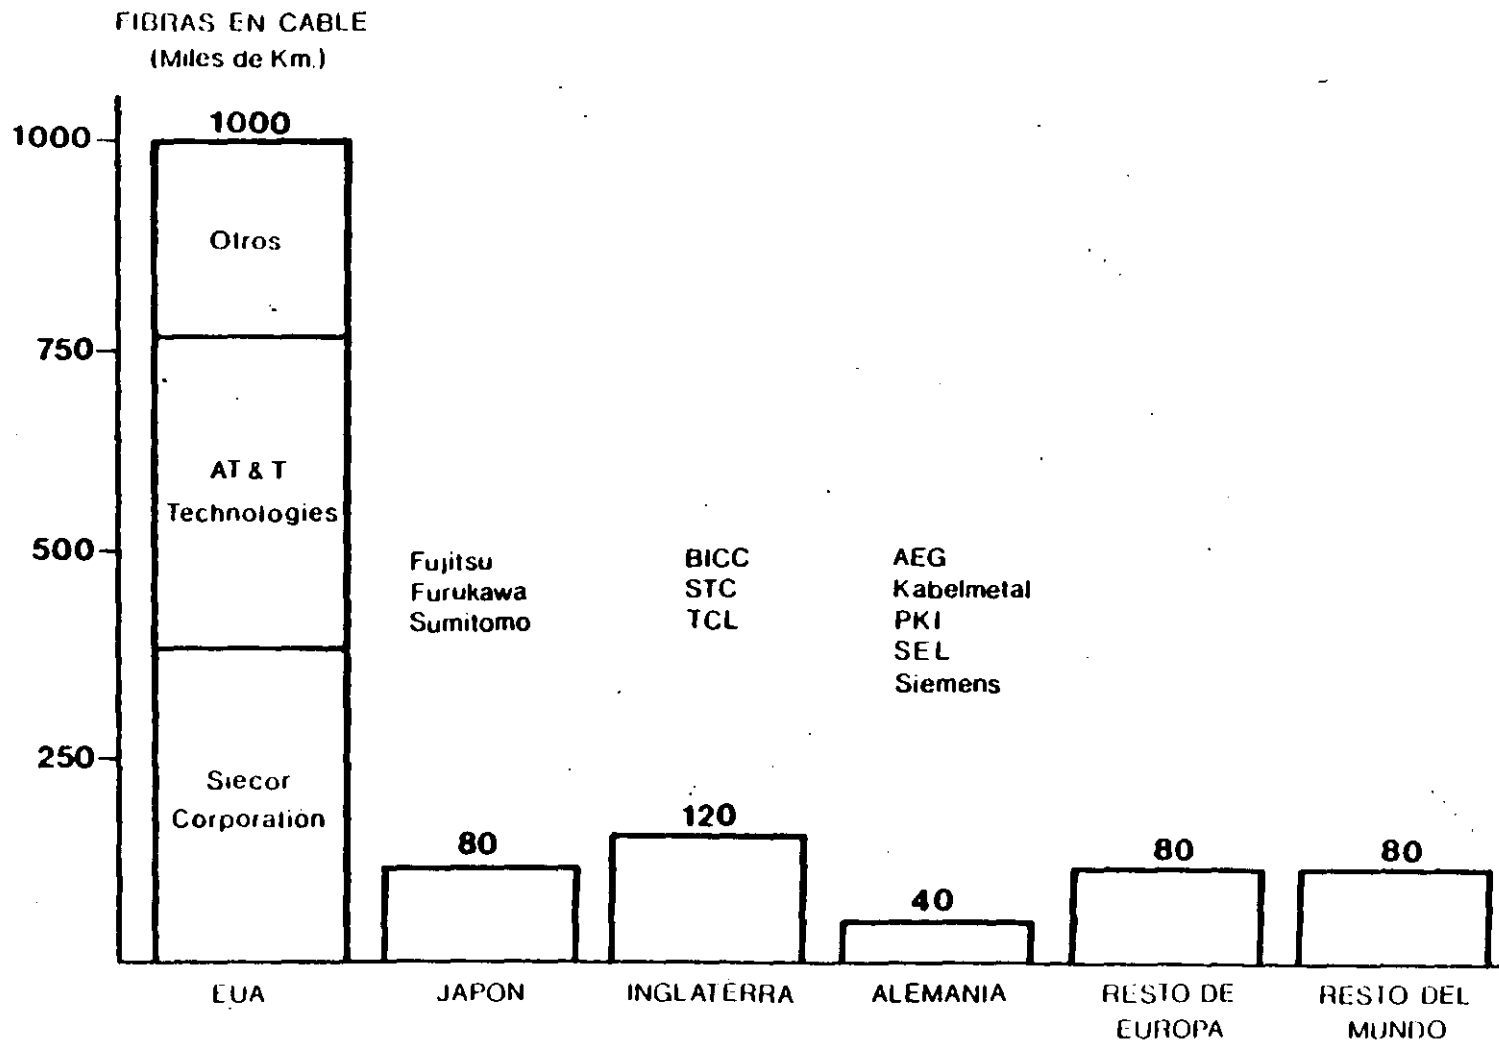 FIBRAS EN CABLE
(Miles de Km.)
1000
750
500
250
1000
Otros
AT & T
Technologies
Siecor
Corporation
Fujitsu
Furukawa
Sumitomo
80
BICC
STC
TCL
120
AEG
Kabelmetal
PKI
SEL
Siemens
40
80
80
EUA
JAPON
INGLATERRA
ALEMANIA
RESTO DE
EUROPA
RESTO DEL
MUNDO